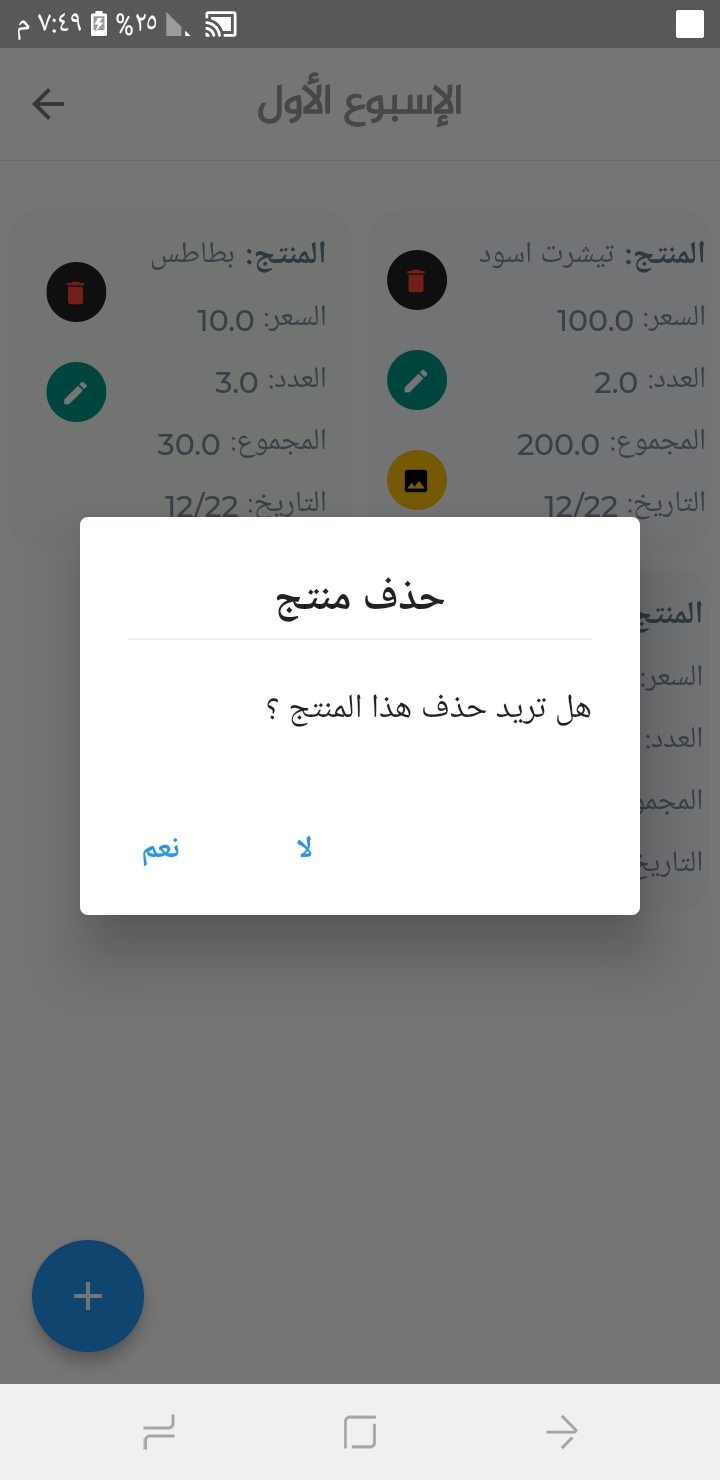 ٧:٤٩ م
٢٥%
الإسبوع الأول
المنتج: تيشرت اسود
السعر: 100.0
العدد: 2.0
المجموع: 200.0
التاريخ: 12/22
المنتج: بطاطس
السعر: 10.0
العدد: 3.0
المجموع: 30.0
التاريخ: 12/22
المنتج
السعر:
العدد:
المجمو
التاريخ
حذف منتج
هل تريد حذف هذا المنتج ؟
لا
نعم